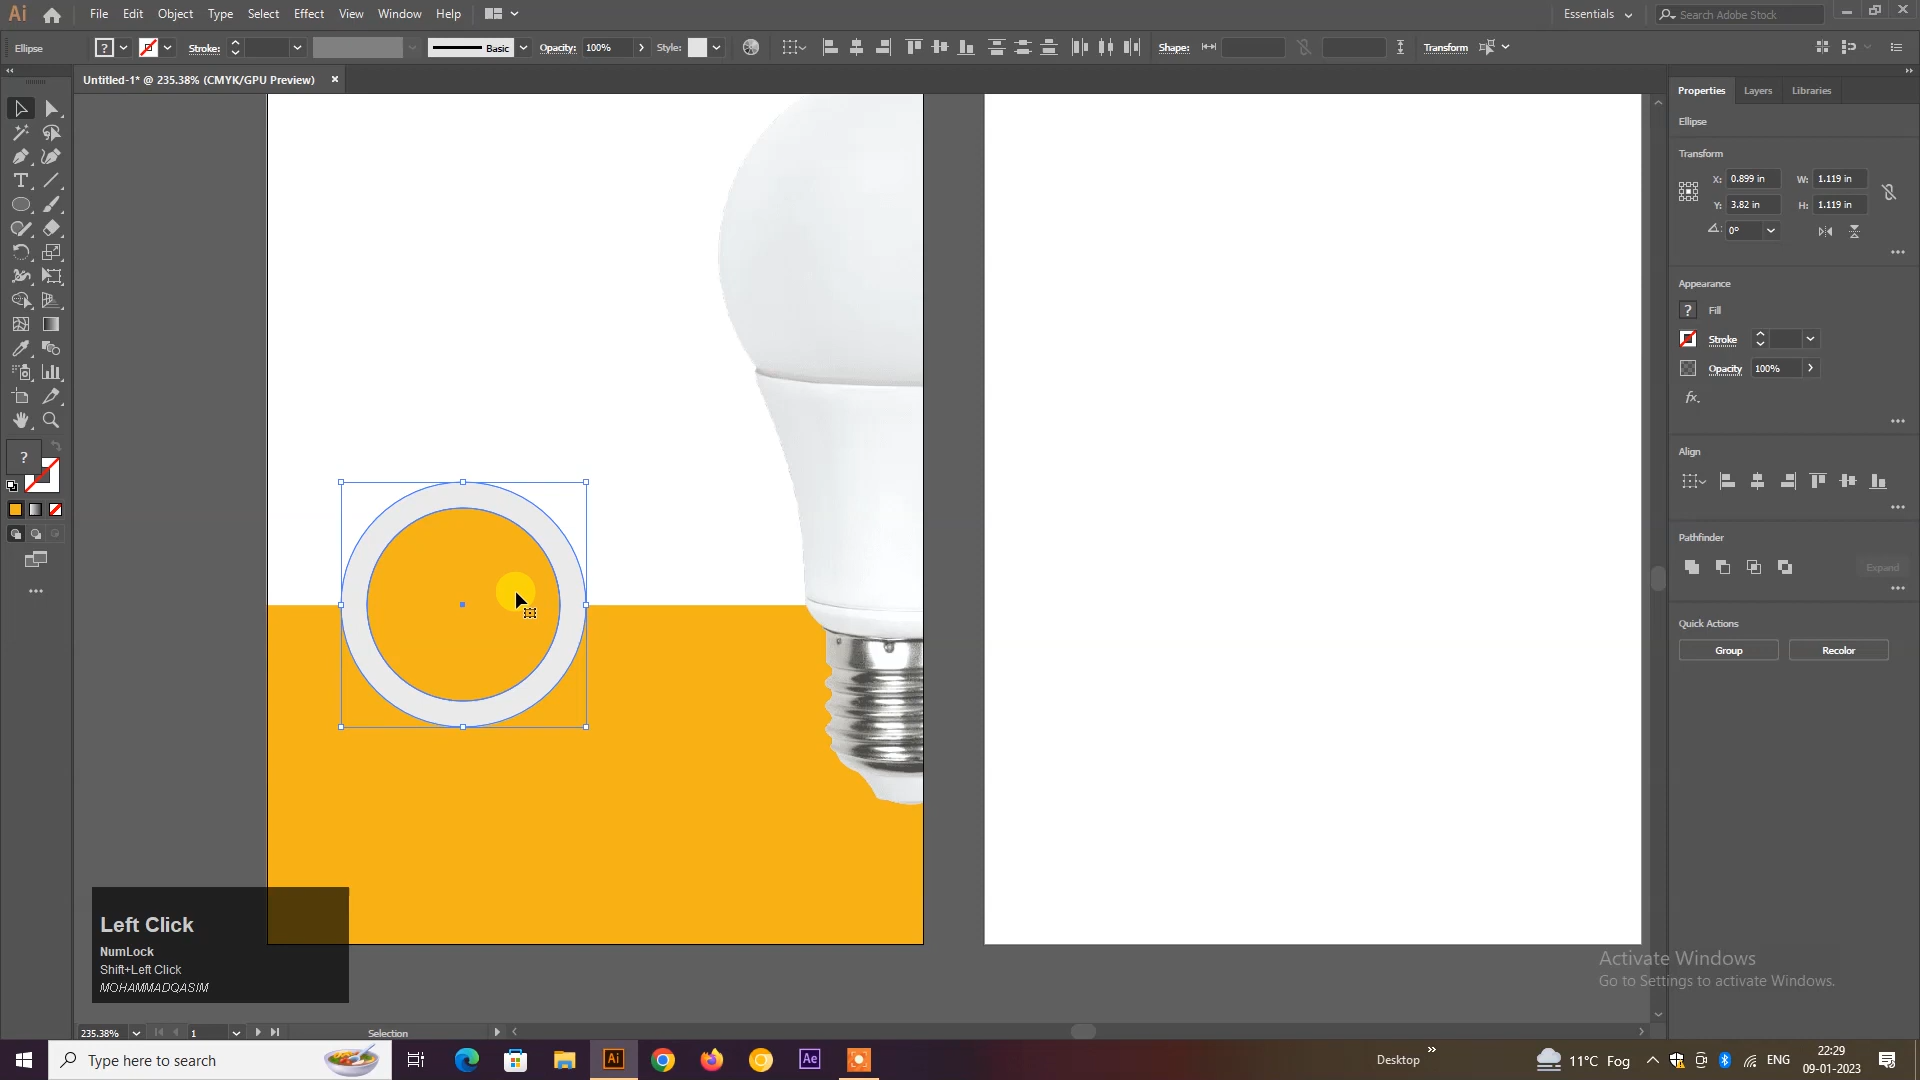 Ai File Edit Object Type Select Effect View Window Help Essentials Search Adobe Stock
Ellipse ? Stroke: Basic Opacity: 100% Style: Shape: Transform
Untitled-1* @ 235.38% (CMYK/GPU Preview) ×
Properties Layers Libraries
Ellipse
Transform
X: 0.899 in W: 1.119 in
Y: 3.82 in H: 1.119 in
0°
Appearance
? Fill
Stroke
Opacity 100%
fx.
Align
Pathfinder
Expand
Quick Actions
Group Recolor
?
Left Click
NumLock
Shift+Left Click
MOHAMMADQASIM
Activate Windows
Go to Settings to activate Windows.
235.38% 1 Selection
Type here to search Ai Ae Desktop 11°C Fog ENG 22:29
09-01-2023